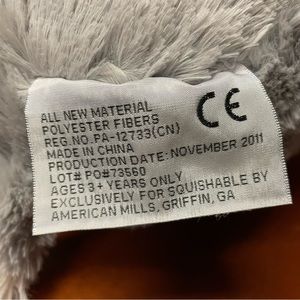 ALL NEW MATERIAL
POLYESTER FIBERS
REG.NO.PA-12733(CN)
MADE IN CHINA
PRODUCTION DATE: NOVEMBER 2011
LOT# PO#73560
AGES 3+ YEARS ONLY
EXCLUSIVELY FOR SQUISHABLE BY
AMERICAN MILLS, GRIFFIN, GA
CE